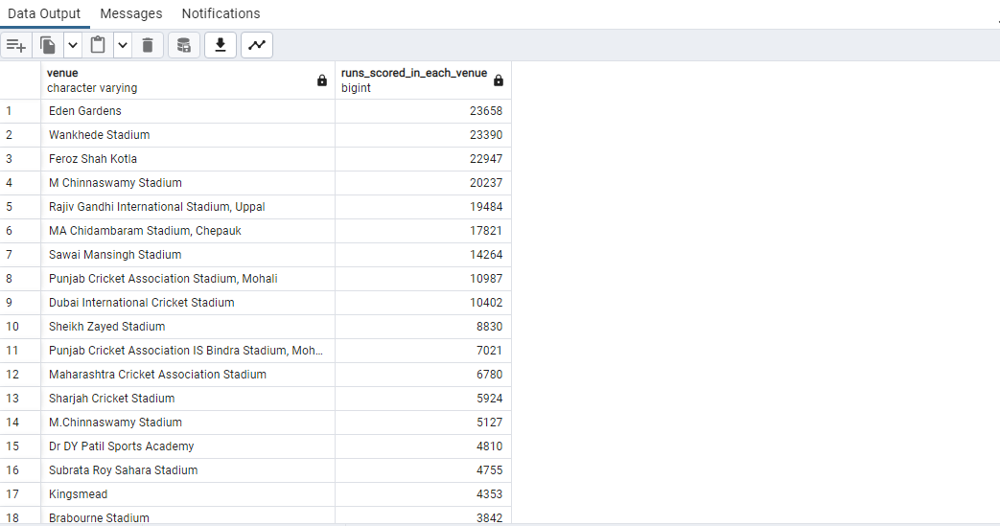 Data Output Messages Notifications
venue runs_scored_in_each_venue
character varying bigint
1 Eden Gardens 23658
2 Wankhede Stadium 23390
3 Feroz Shah Kotla 22947
4 M Chinnaswamy Stadium 20237
5 Rajiv Gandhi International Stadium, Uppal 19484
6 MA Chidambaram Stadium, Chepauk 17821
7 Sawai Mansingh Stadium 14264
8 Punjab Cricket Association Stadium, Mohali 10987
9 Dubai International Cricket Stadium 10402
10 Sheikh Zayed Stadium 8830
11 Punjab Cricket Association IS Bindra Stadium, Moh... 7021
12 Maharashtra Cricket Association Stadium 6780
13 Sharjah Cricket Stadium 5924
14 M.Chinnaswamy Stadium 5127
15 Dr DY Patil Sports Academy 4810
16 Subrata Roy Sahara Stadium 4755
17 Kingsmead 4353
18 Brabourne Stadium 3842